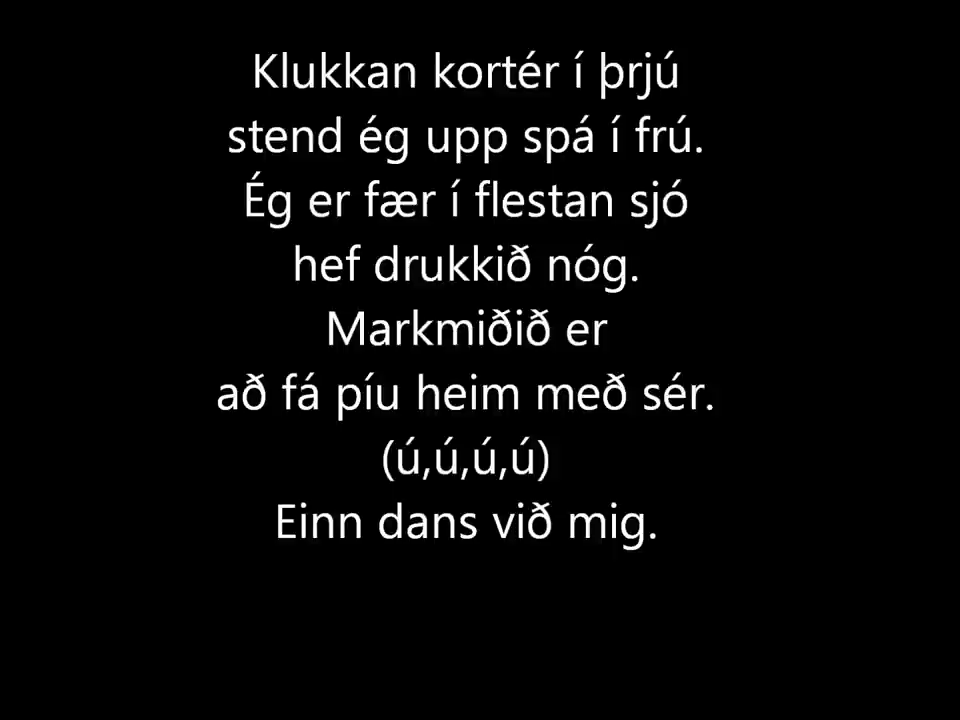 Klukkan kortér í þrjú
stend ég upp spá í frú.
Ég er fær í flestan sjó
hef drukkið nóg.
Markmiðið er
að fá píu heim með sér.
(ú,ú,ú,ú)
Einn dans við mig.